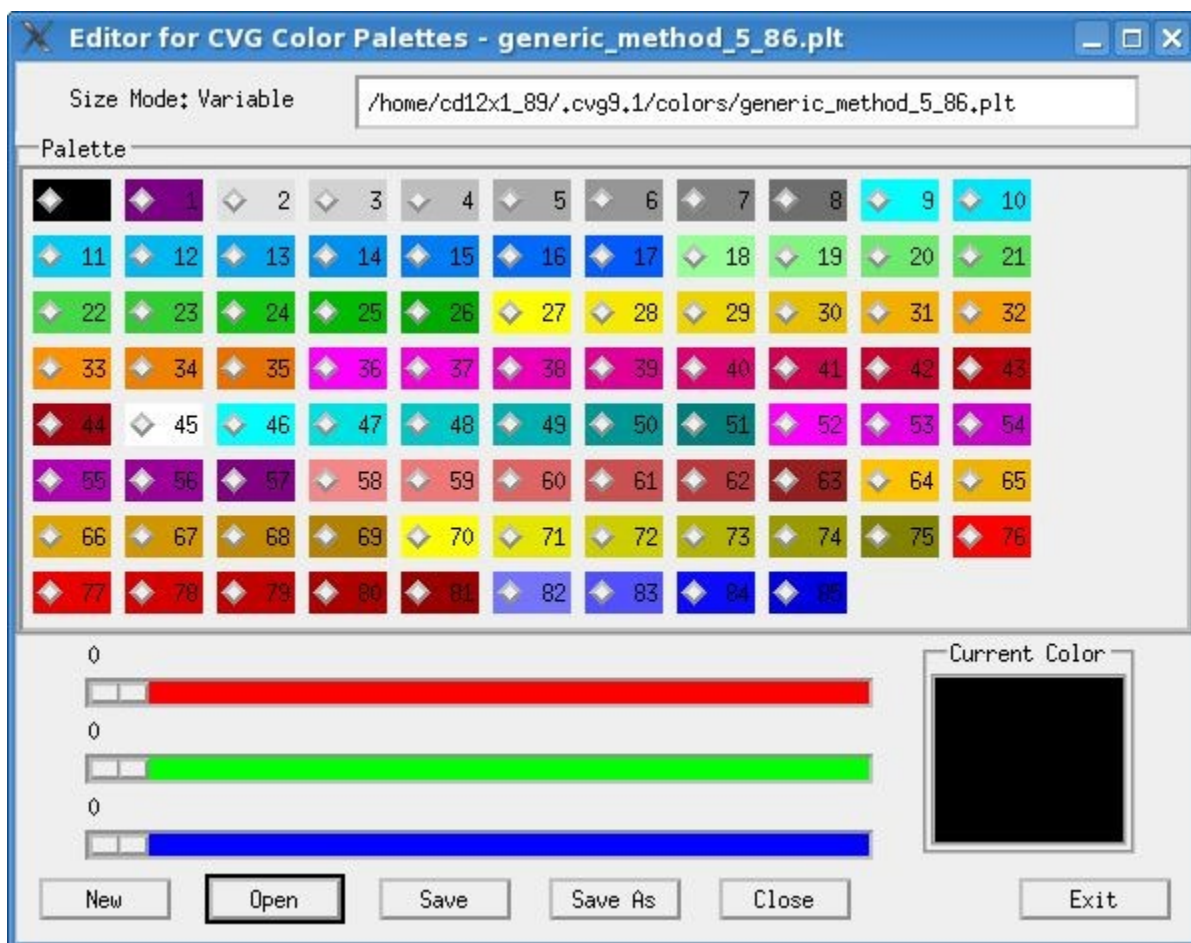 Editor for CVG Color Palettes - generic_method_5_86.plt
Size Mode: Variable /home/cd12x1_89/.cvg9.1/colors/generic_method_5_86.plt
Palette
1 2 3 4 5 6 7 8 9 10
11 12 13 14 15 16 17 18 19 20 21
22 23 24 25 26 27 28 29 30 31 32
33 34 35 36 37 38 39 40 41 42 43
44 45 46 47 48 49 50 51 52 53 54
55 56 57 58 59 60 61 62 63 64 65
66 67 68 69 70 71 72 73 74 75 76
77 78 79 80 81 82 83 84 85
0 Current Color
0
0
New Open Save Save As Close Exit